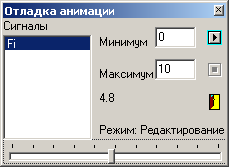 Отладка анимации
Сигналы
Fi
Минимум 0
Максимум 10
4.8
Режим: Редактирование